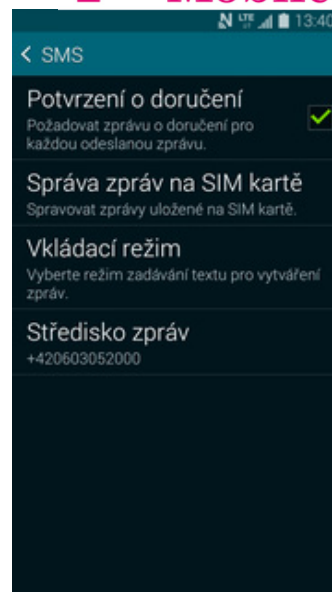 LTE 13:40
SMS
Potvrzení o doručení
Požadovat zprávu o doručení pro
každou odeslanou zprávu.
Správa zpráv na SIM kartě
Spravovat zprávy uložené na SIM kartě.
Vkládací režim
Vyberte režim zadávání textu pro vytváření
zpráv.
Středisko zpráv
+420603052000